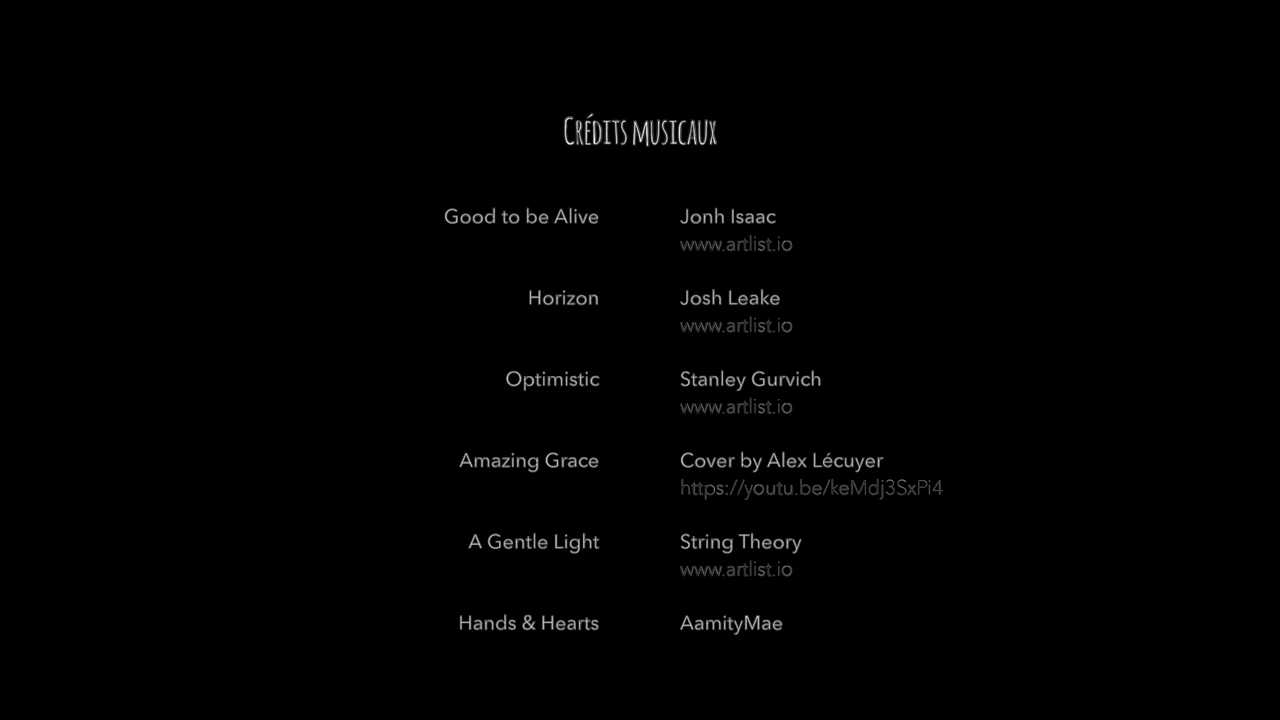 Crédits musicaux
Good to be Alive Jonh Isaac
www.artlist.io
Horizon Josh Leake
www.artlist.io
Optimistic Stanley Gurvich
www.artlist.io
Amazing Grace Cover by Alex Lécuyer
https://youtu.be/keMdj3SxPi4
A Gentle Light String Theory
www.artlist.io
Hands & Hearts AamityMae